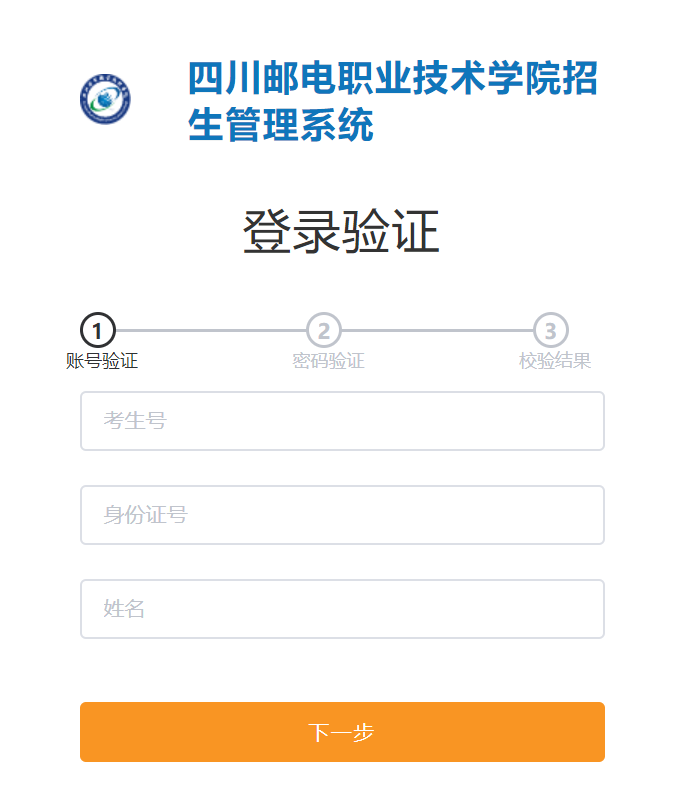 四川邮电职业技术学院招
生管理系统
登录验证
1 2 3
账号验证 密码验证 校验结果
考生号
身份证号
姓名
下一步